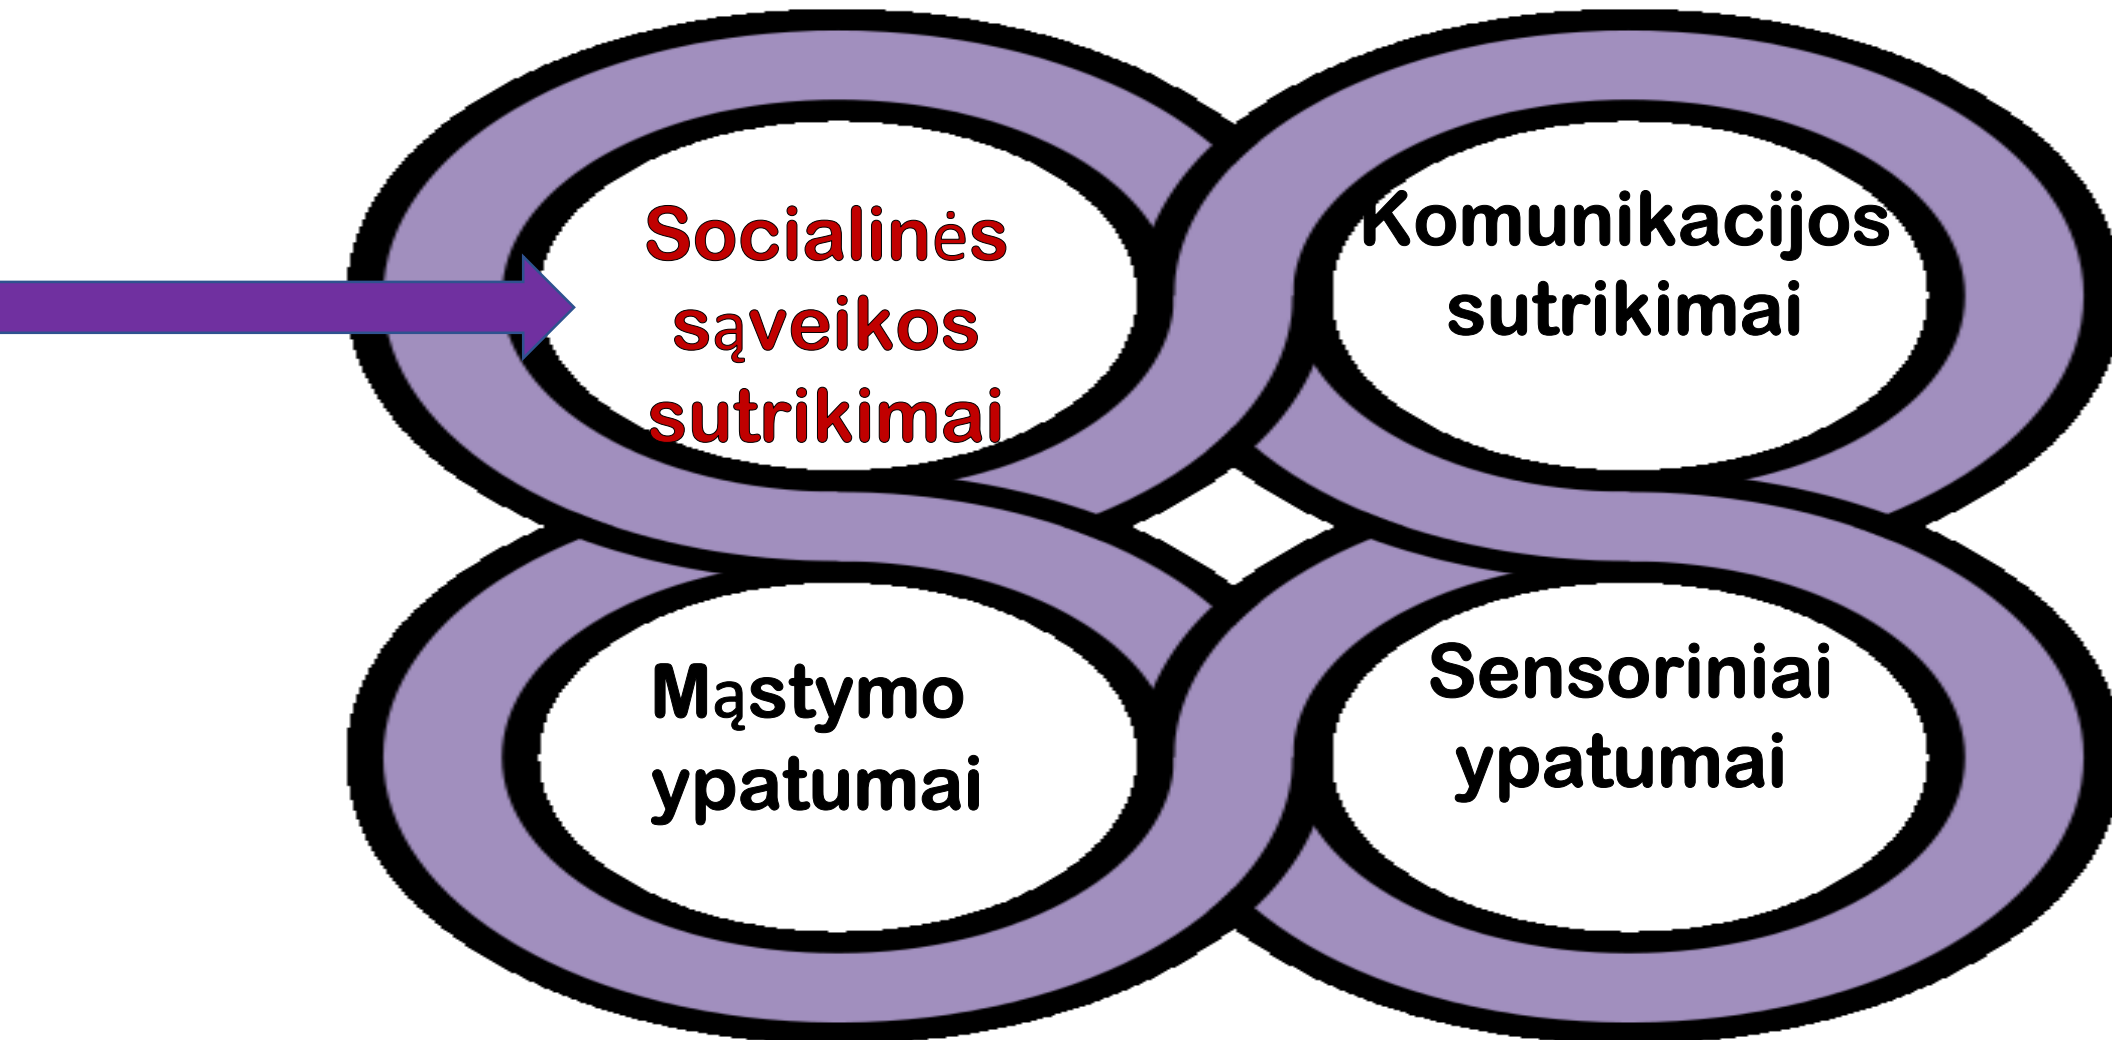 Socialinės
sąveikos
sutrikimai
Komunikacijos
sutrikimai
Mąstymo
ypatumai
Sensoriniai
ypatumai